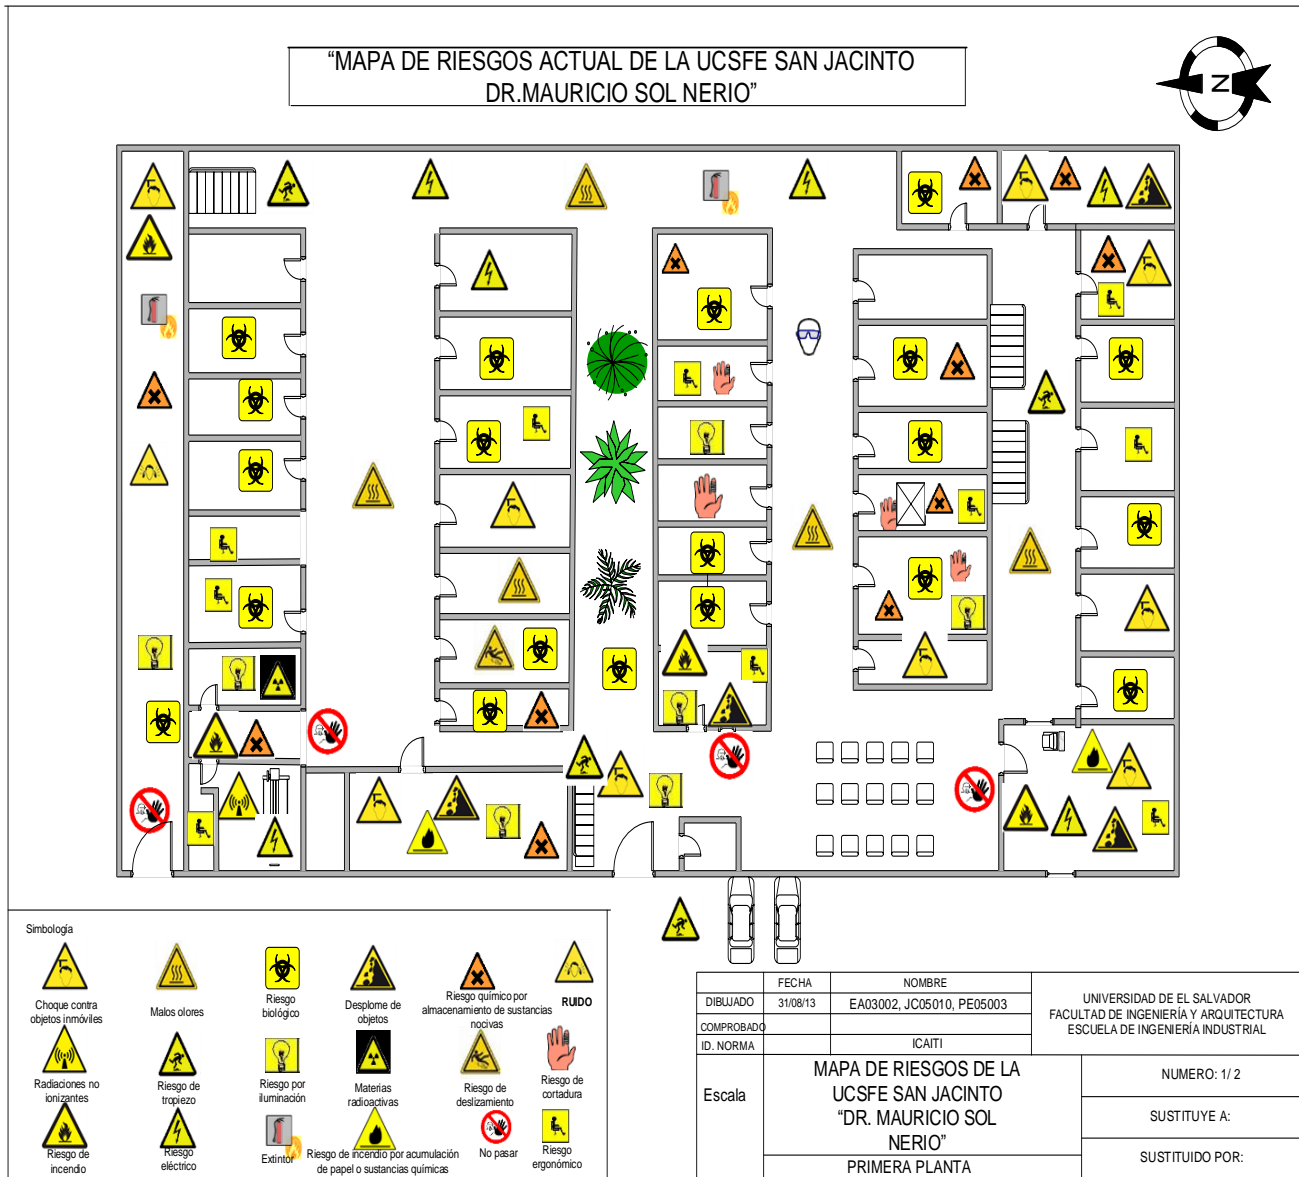 “MAPA DE RIESGOS ACTUAL DE LA UCSFE SAN JACINTO
DR.MAURICIO SOL NERIO”
N
Simbología
Choque contra
objetos inmóviles
Malos olores
Riesgo
biológico
Desplome de
objetos
Riesgo químico por
almacenamiento de sustancias
nocivas
RUIDO
Radiaciones no
ionizantes
Riesgo de
tropiezo
Riesgo por
iluminación
Materias
radioactivas
Riesgo de
deslizamiento
Riesgo de
cortadura
Riesgo de
incendio
Riesgo
eléctrico
Extintor
Riesgo de incendio por acumulación
de papel o sustancias químicas
No pasar
Riesgo
ergonómico
FECHA
NOMBRE
DIBUJADO
31/08/13
EA03002, JC05010, PE05003
COMPROBADO
ID. NORMA
ICAITI
UNIVERSIDAD DE EL SALVADOR
FACULTAD DE INGENIERÍA Y ARQUITECTURA
ESCUELA DE INGENIERÍA INDUSTRIAL
Escala
MAPA DE RIESGOS DE LA
UCSFE SAN JACINTO
“DR. MAURICIO SOL
NERIO”
PRIMERA PLANTA
NUMERO: 1/ 2
SUSTITUYE A:
SUSTITUIDO POR: